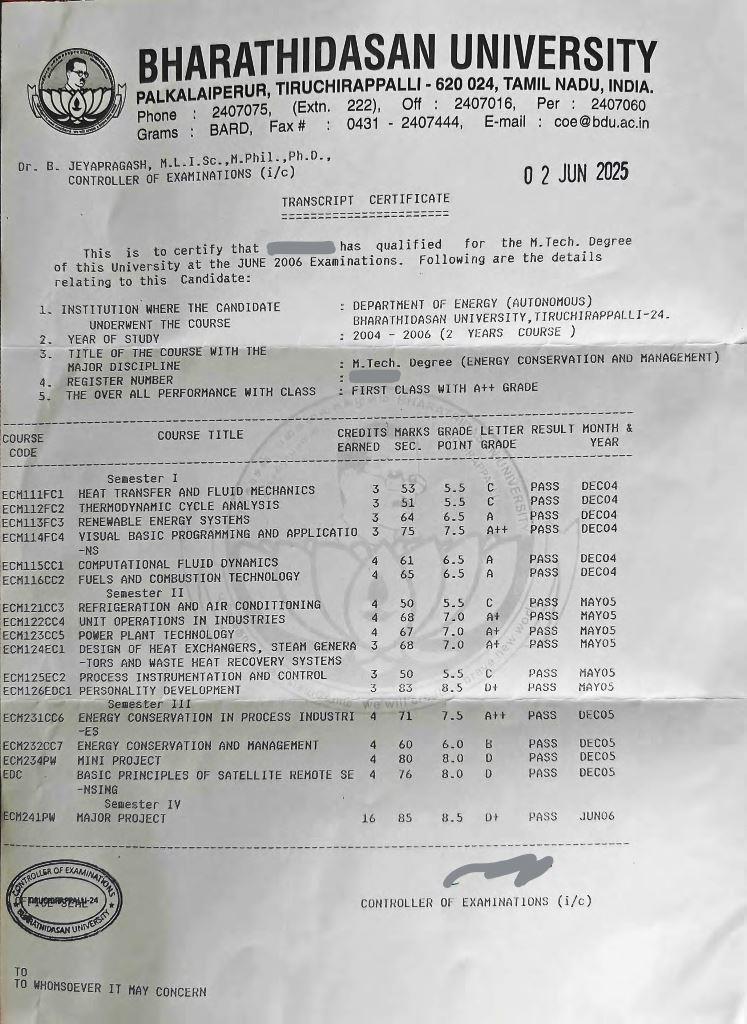 BHARATHIDASAN UNIVERSITY
PALKALAIPERUR, TIRUCHIRAPPALLI - 620 024, TAMIL NADU, INDIA.
Phone : 2407075, (Extn. 222), Off : 2407016, Per : 2407060
Grams : BARD, Fax # : 0431 - 2407444, E-mail : coe@bdu.ac.in
Dr. B. JEYAPRAGASH, M.L.I.Sc.,M.Phil.,Ph.D.,
CONTROLLER OF EXAMINATIONS (i/c)
0 2 JUN 2025
TRANSCRIPT CERTIFICATE
========================
This is to certify that has qualified for the M.Tech. Degree
of this University at the JUNE 2006 Examinations. Following are the details
relating to this Candidate:
1. INSTITUTION WHERE THE CANDIDATE : DEPARTMENT OF ENERGY (AUTONOMOUS)
UNDERWENT THE COURSE BHARATHIDASAN UNIVERSITY,TIRUCHIRAPPALLI-24.
2. YEAR OF STUDY : 2004 - 2006 (2 YEARS COURSE )
3. TITLE OF THE COURSE WITH THE
MAJOR DISCIPLINE : M.Tech. Degree (ENERGY CONSERVATION AND MANAGEMENT)
4. REGISTER NUMBER :
5. THE OVER ALL PERFORMANCE WITH CLASS : FIRST CLASS WITH A++ GRADE
COURSE COURSE TITLE CREDITS MARKS GRADE LETTER RESULT MONTH &
CODE EARNED SEC. POINT GRADE YEAR
Semester I
ECM111FC1 HEAT TRANSFER AND FLUID MECHANICS 3 53 5.5 C PASS DEC04
ECM112FC2 THERMODYNAMIC CYCLE ANALYSIS 3 51 5.5 C PASS DEC04
ECM113FC3 RENEWABLE ENERGY SYSTEMS 3 64 6.5 A PASS DEC04
ECM114FC4 VISUAL BASIC PROGRAMMING AND APPLICATIO 3 75 7.5 A++ PASS DEC04
-NS
ECM115CC1 COMPUTATIONAL FLUID DYNAMICS 4 61 6.5 A PASS DEC04
ECM116CC2 FUELS AND COMBUSTION TECHNOLOGY 4 65 6.5 A PASS DEC04
Semester II
ECM121CC3 REFRIGERATION AND AIR CONDITIONING 4 50 5.5 C PASS MAY05
ECM122CC4 UNIT OPERATIONS IN INDUSTRIES 4 68 7.0 A+ PASS MAY05
ECM123CC5 POWER PLANT TECHNOLOGY 4 67 7.0 A+ PASS MAY05
ECM124EC1 DESIGN OF HEAT EXCHANGERS, STEAM GENERA 3 68 7.0 A+ PASS MAY05
-TORS AND WASTE HEAT RECOVERY SYSTEMS
ECM125EC2 PROCESS INSTRUMENTATION AND CONTROL 3 50 5.5 C PASS MAY05
ECM126EDC1 PERSONALITY DEVELOPMENT 3 83 8.5 D+ PASS MAY05
Semester III
ECM231CC6 ENERGY CONSERVATION IN PROCESS INDUSTRI 4 71 7.5 A++ PASS DEC05
-ES
ECM232CC7 ENERGY CONSERVATION AND MANAGEMENT 4 60 6.0 B PASS DEC05
ECM234PW MINI PROJECT 4 80 8.0 D PASS DEC05
EDC BASIC PRINCIPLES OF SATELLITE REMOTE SE 4 76 8.0 D PASS DEC05
-NSING
Semester IV
ECM241PW MAJOR PROJECT 16 85 8.5 D+ PASS JUN06
CONTROLLER OF EXAMINATIONS
TIRUCHIRAPPALLI-24
BHARATHIDASAN UNIVERSITY
CONTROLLER OF EXAMINATIONS (i/c)
TO
TO WHOMSOEVER IT MAY CONCERN